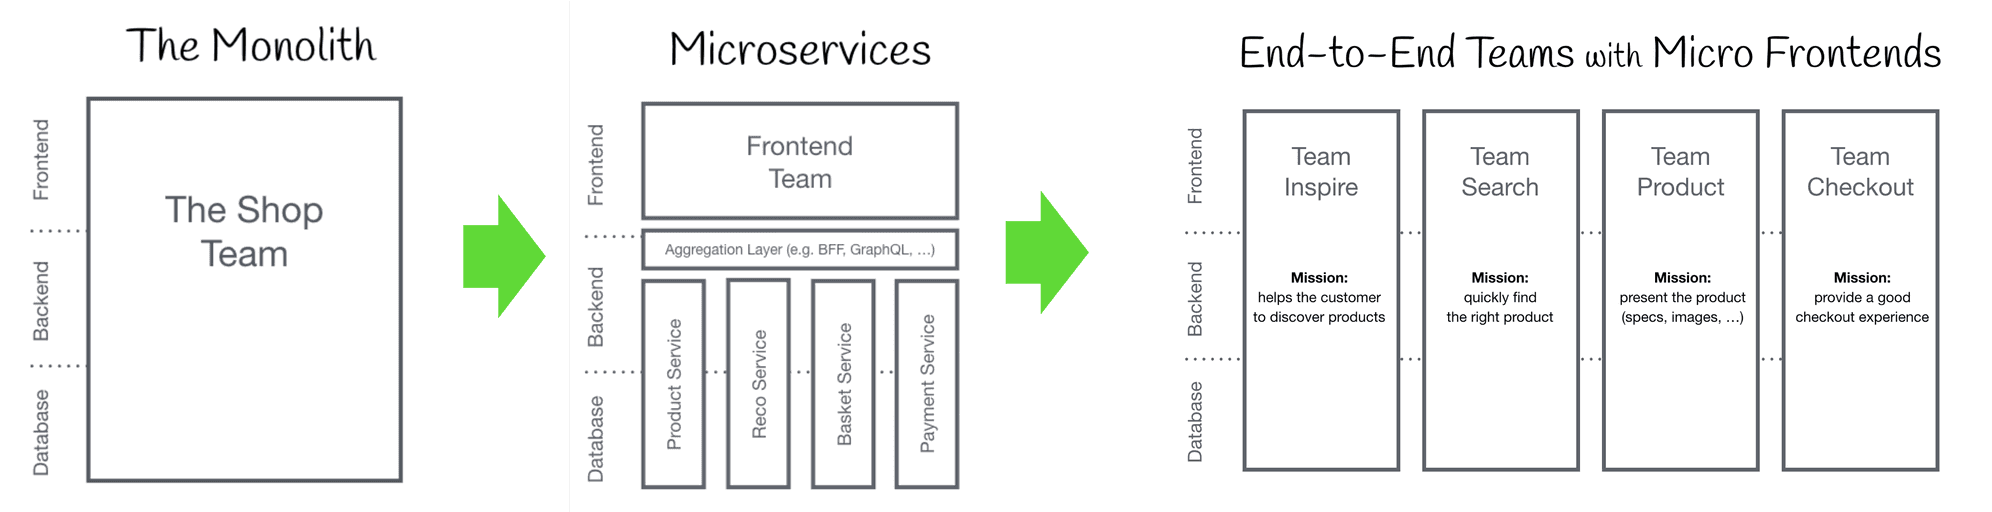 The Monolith
Frontend
Backend
Database
The Shop
Team
Microservices
Frontend
Backend
Database
Frontend
Team
Aggregation Layer (e.g. BFF, GraphQL, ...)
Product Service
Reco Service
Basket Service
Payment Service
End-to-End Teams with Micro Frontends
Frontend
Backend
Database
Team
Inspire
Mission:
helps the customer
to discover products
Team
Search
Mission:
quickly find
the right product
Team
Product
Mission:
present the product
(specs, images, ...)
Team
Checkout
Mission:
provide a good
checkout experience